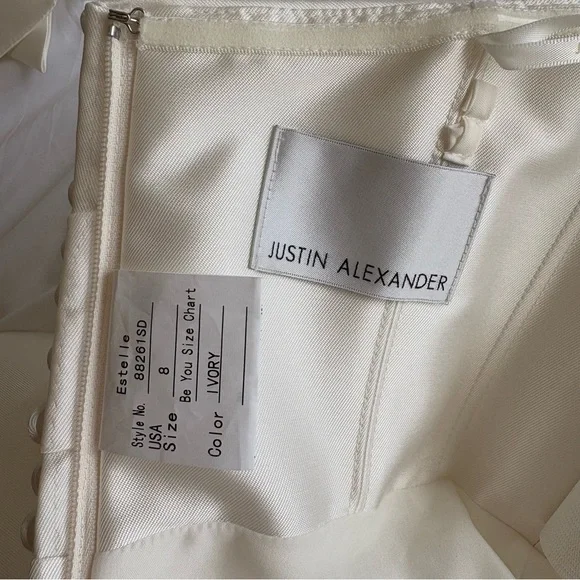 JUSTIN ALEXANDER
Estelle
Style No. 88261SD
USA
Size 8
Be You Size Chart
Color IVORY